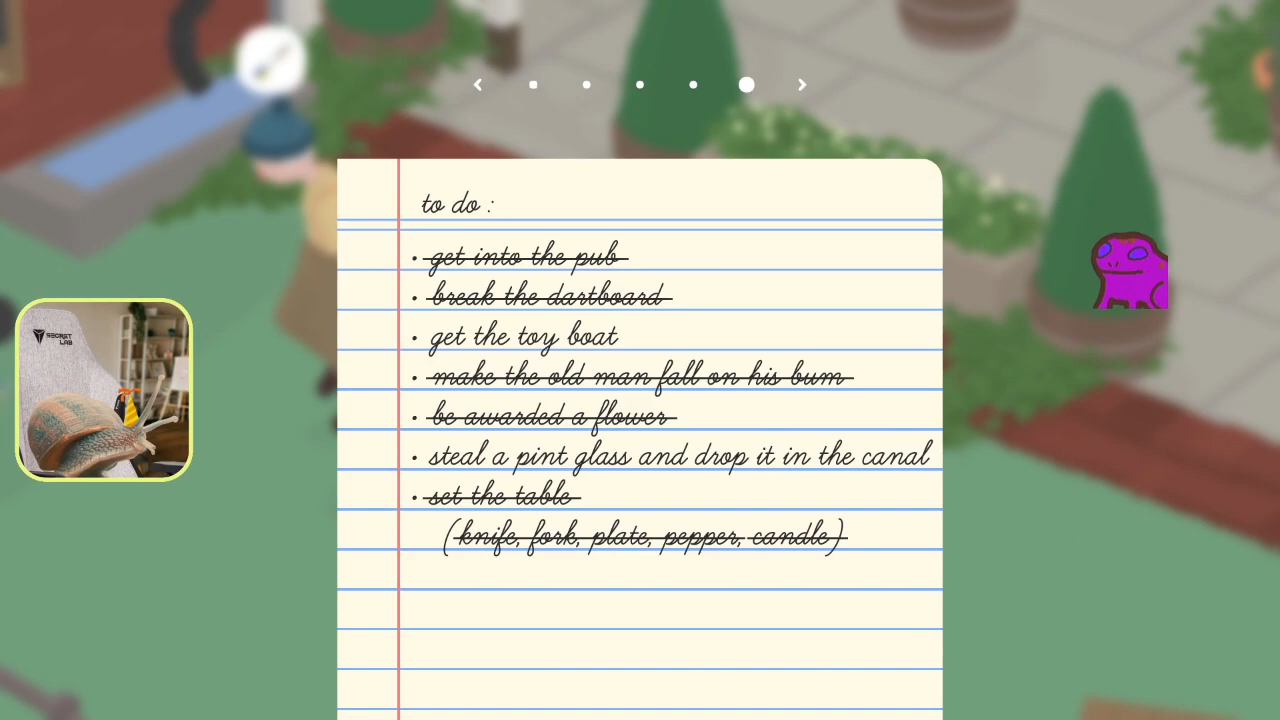 to do :
• get into the pub
• break the dartboard
• get the toy boat
• make the old man fall on his bum
• be awarded a flower
• steal a pint glass and drop it in the canal
• set the table
(knife, fork, plate, pepper, candle)
SECRET
LAB